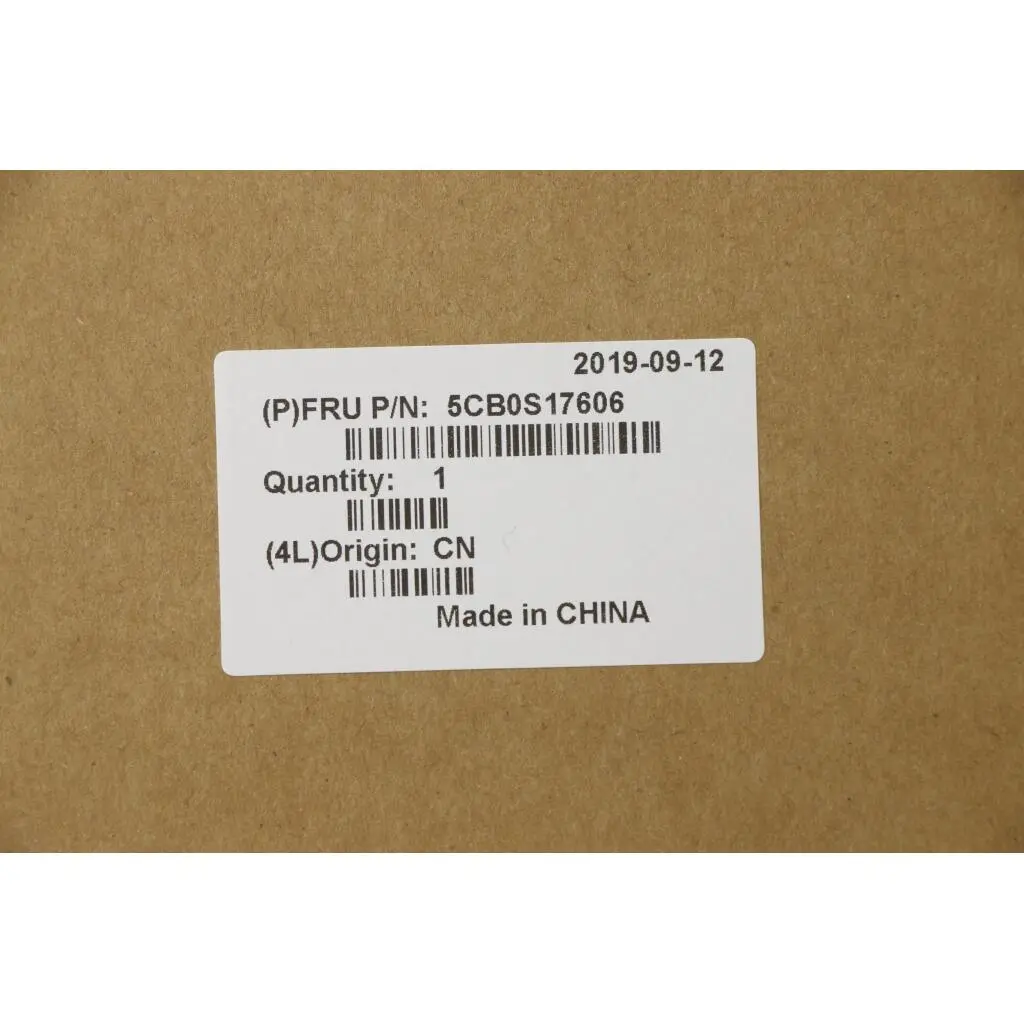 2019-09-12
(P)FRU P/N: 5CB0S17606
Quantity: 1
(4L)Origin: CN
Made in CHINA